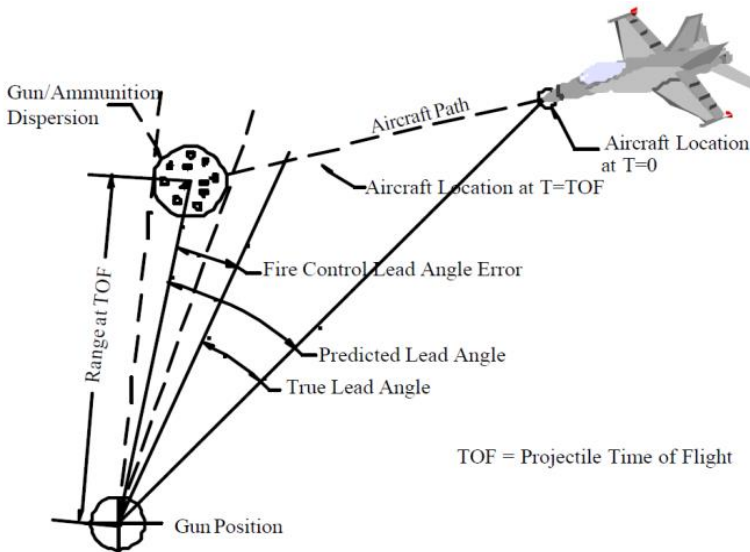 Gun/Ammunition
Dispersion
Aircraft Path
Aircraft Location
at T=0
Aircraft Location at T=TOF
Fire Control Lead Angle Error
Range at TOF
Predicted Lead Angle
True Lead Angle
TOF = Projectile Time of Flight
Gun Position